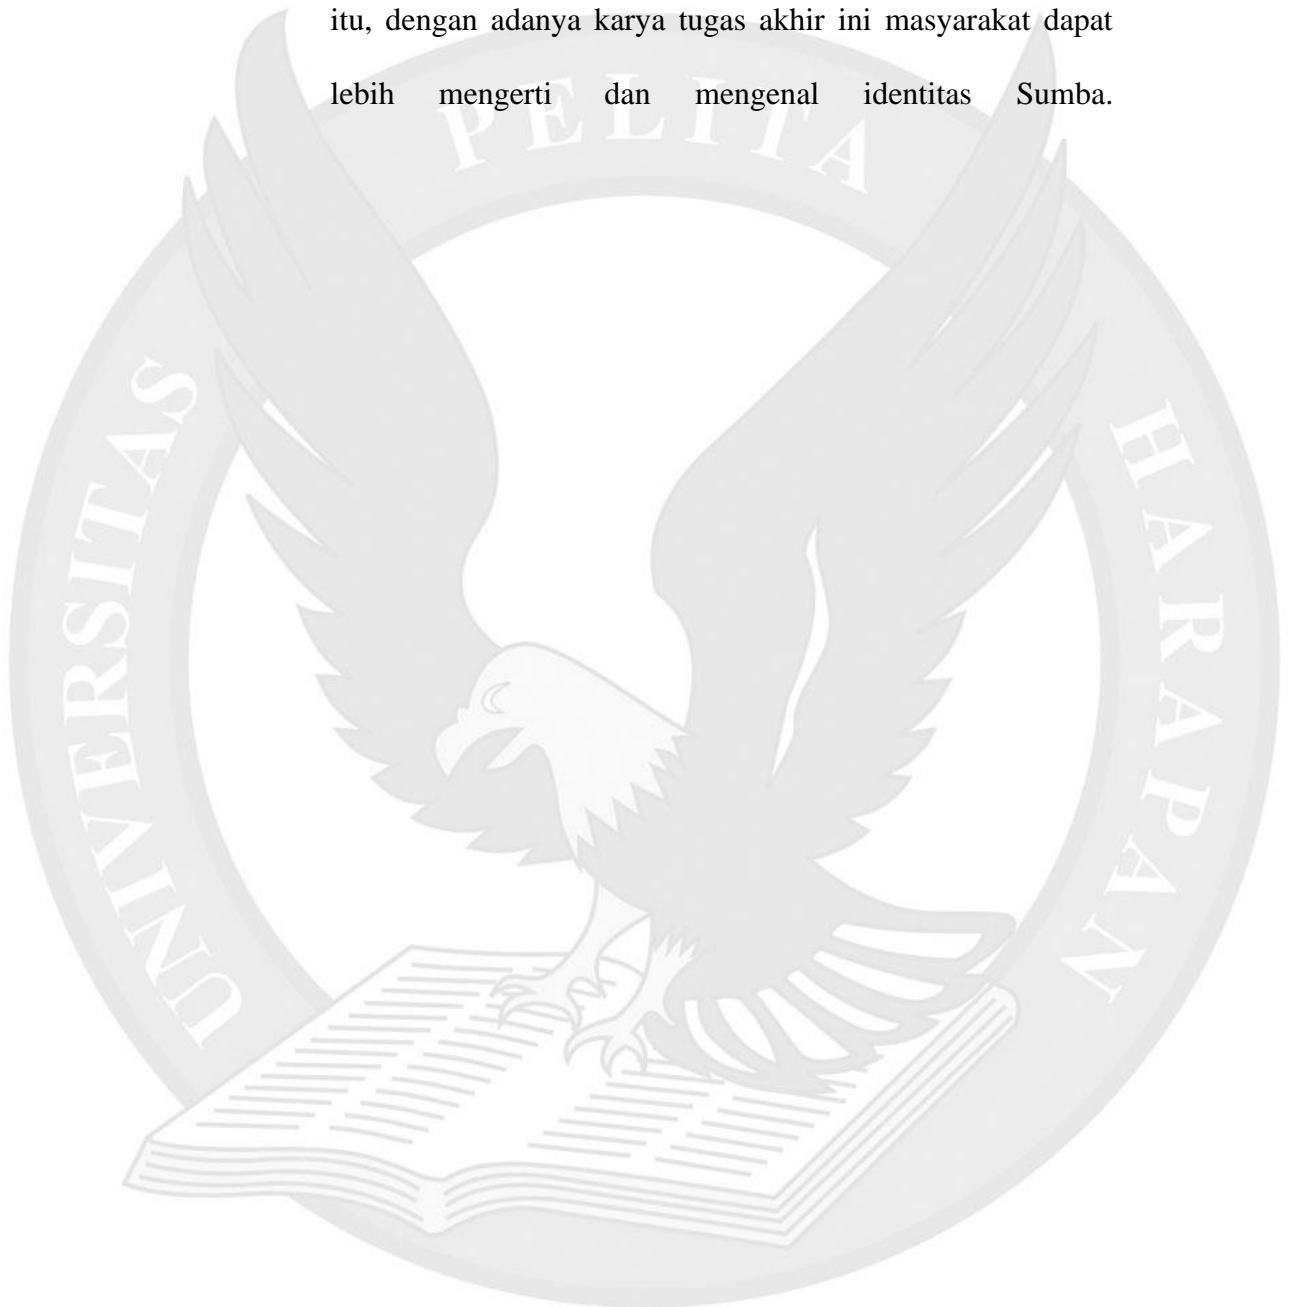 itu, dengan adanya karya tugas akhir ini masyarakat dapat
lebih mengerti dan mengenal identitas Sumba.
UNIVERSITAS PELITA HARAPAN